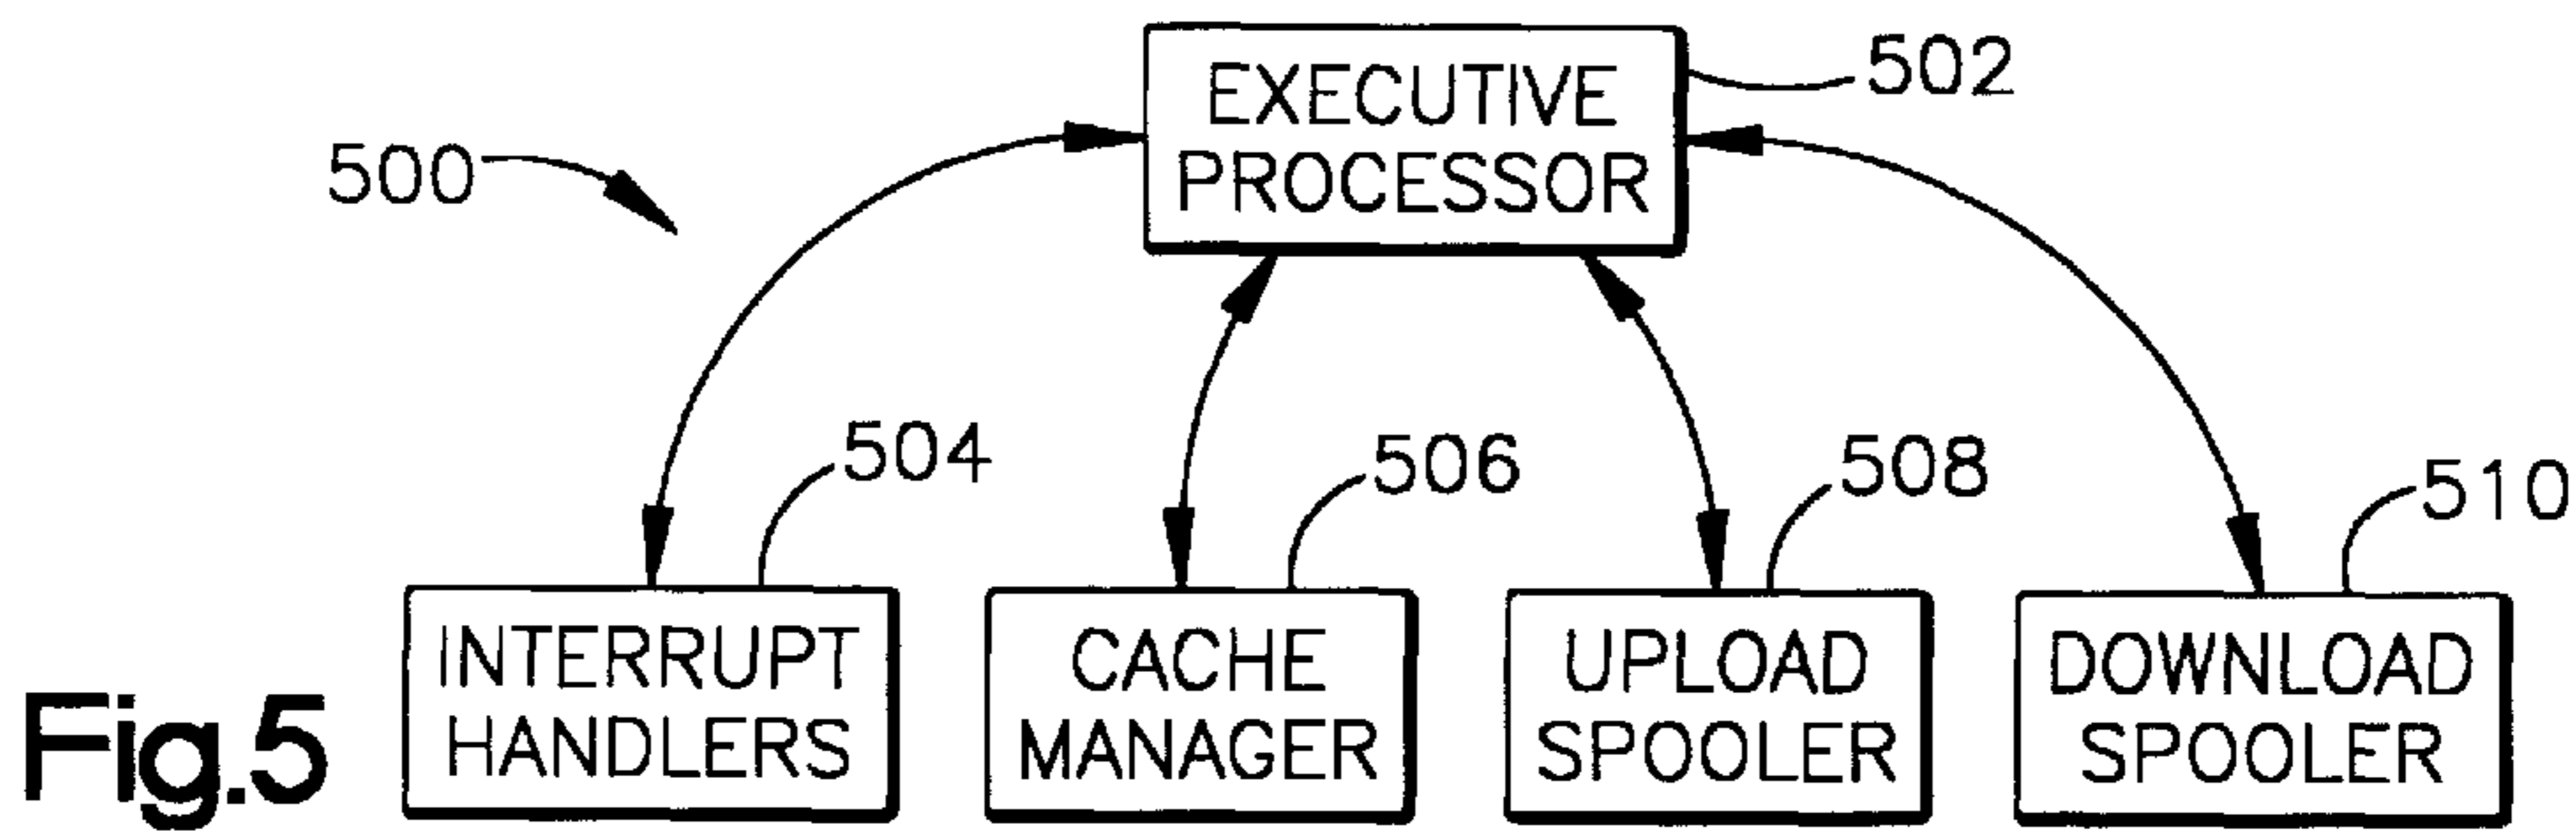 EXECUTIVE
PROCESSOR
502
500
504
506
508
510
INTERRUPT
HANDLERS
CACHE
MANAGER
UPLOAD
SPOOLER
DOWNLOAD
SPOOLER
Fig.5